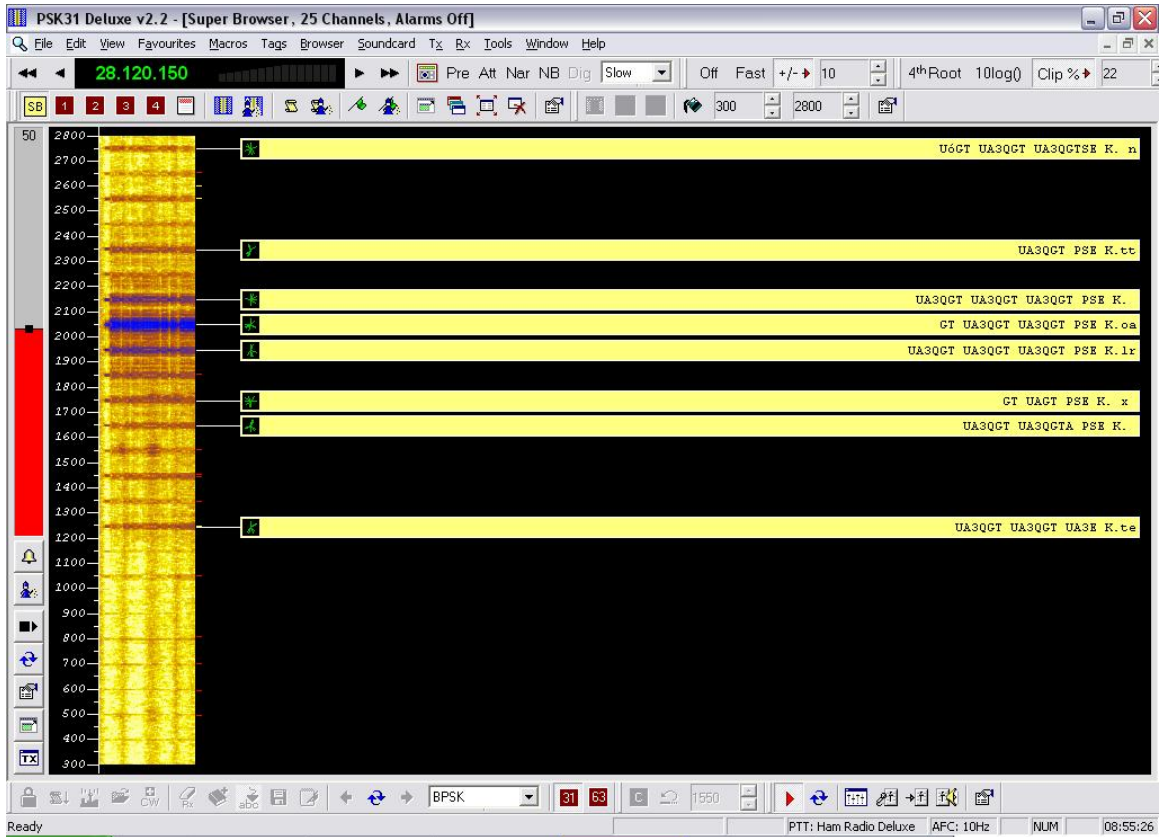 PSK31 Deluxe v2.2 - [Super Browser, 25 Channels, Alarms Off]
File Edit View Favourites Macros Tags Browser Soundcard Tx Rx Tools Window Help
28.120.150 Pre Att Nar NB Dig Slow Off Fast +/- 10 4thRoot 10log() Clip % 22
SB 1 2 3 4 300 2800
50 2800
UóGT UA3QGT UA3QGTSE K. n
2700
2600
2500
2400
UA3QGT PSE K.tt
2300
2200
UA3QGT UA3QGT UA3QGT PSE K.
2100
GT UA3QGT UA3QGT PSE K.oa
2000
UA3QGT UA3QGT UA3QGT PSE K.lr
1900
1800
GT UAGT PSE K. x
1700
UA3QGT UA3QGTA PSE K.
1600
1500
1400
1300
UA3QGT UA3QGT UA3E K.te
1200
1100
1000
900
800
700
600
500
400
300
TX
CW Rx abc BPSK 31 63 C 1550
Ready PTT: Ham Radio Deluxe AFC: 10Hz NUM 08:55:26